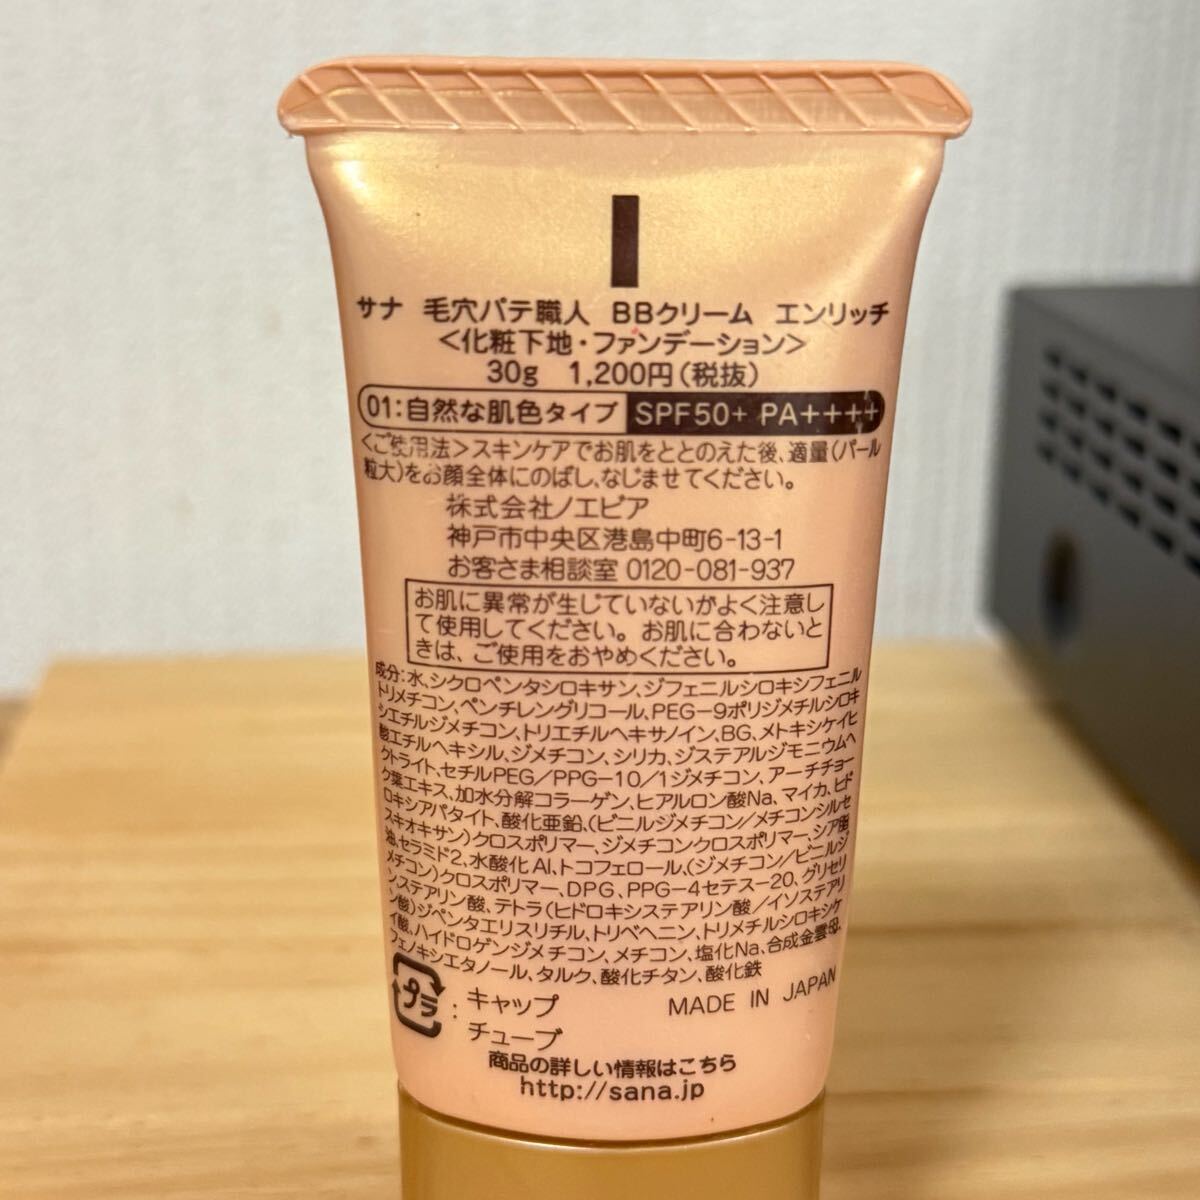 サナ 毛穴パテ職人 BBクリーム エンリッチ
<化粧下地・ファンデーション>
30g 1,200円(税抜)
01:自然な肌色タイプ SPF50+ PA++++
<ご使用法>スキンケアでお肌をととのえた後、適量(パール
粒大)をお顔全体にのばし、なじませてください。
株式会社ノエビア
神戸市中央区港島中町6-13-1
お客さま相談室 0120-081-937
お肌に異常が生じていないかよく注意し
て使用してください。お肌に合わないと
きは、ご使用をおやめください。
成分:水、シクロペンタシロキサン、ジフェニルシロキシフェニル
トリメチコン、ペンチレングリコール、PEG-9ポリジメチルシロキ
シエチルジメチコン、トリエチルヘキサノイン、BG、メトキシケイヒ
酸エチルヘキシル、ジメチコン、シリカ、ジステアルジモニウムヘ
クトライト、セチルPEG/PPG-10/1ジメチコン、アーチチョー
ク葉エキス、加水分解コラーゲン、ヒアルロン酸Na、マイカ、ヒド
ロキシアパタイト、酸化亜鉛、(ビニルジメチコン/メチコンシルセ
スキオキサン)クロスポリマー、ジメチコンクロスポリマー、シア脂
油、セラミド2、水酸化Al、トコフェロール、(ジメチコン/ビニルジ
メチコン)クロスポリマー、DPG、PPG-4セテス-20、グリセリ
ン、ステアリン酸、テトラ(ヒドロキシステアリン酸/イソステアリ
ン酸)ジペンタエリスリチル、トリベヘニン、トリメチルシロキシケ
イ酸、ハイドロゲンジメチコン、メチコン、塩化Na、合成金雲母、
フェノキシエタノール、タルク、酸化チタン、酸化鉄
プラ : キャップ MADE IN JAPAN
チューブ
商品の詳しい情報はこちら
http://sana.jp